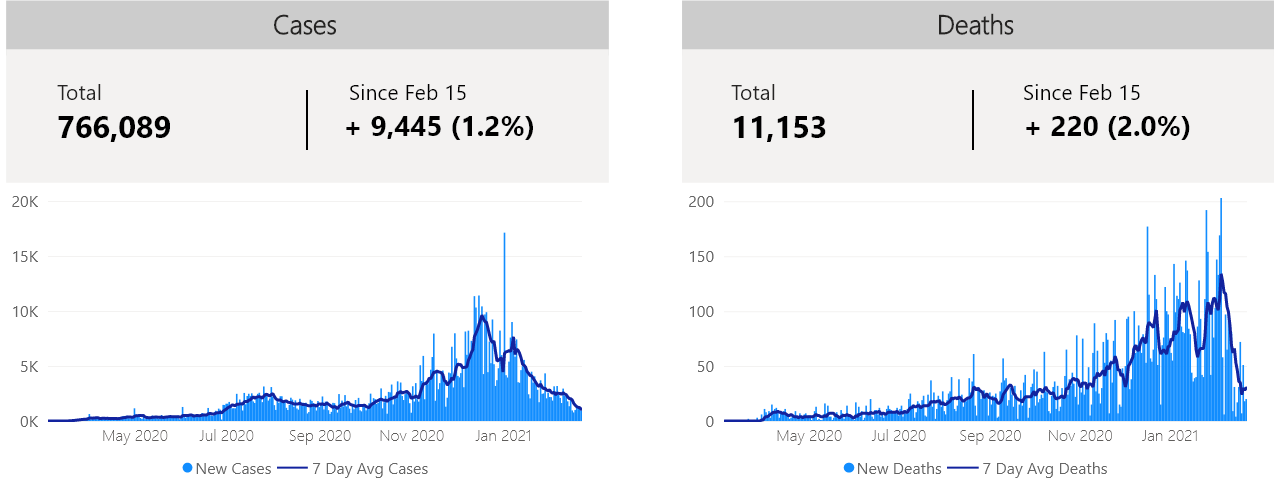 Cases
Total
766,089
Since Feb 15
+ 9,445 (1.2%)
20K
15K
10K
5K
0K
May 2020 Jul 2020 Sep 2020 Nov 2020 Jan 2021
New Cases 7 Day Avg Cases
Deaths
Total
11,153
Since Feb 15
+ 220 (2.0%)
200
150
100
50
0
May 2020 Jul 2020 Sep 2020 Nov 2020 Jan 2021
New Deaths 7 Day Avg Deaths